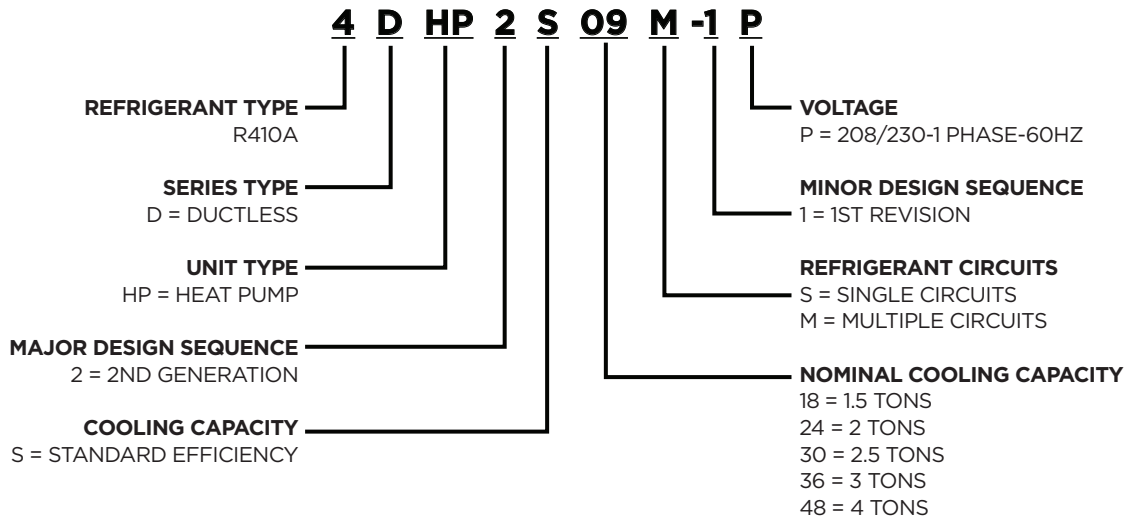 4 D HP 2 S 09 M -1 P
REFRIGERANT TYPE
R410A
SERIES TYPE
D = DUCTLESS
UNIT TYPE
HP = HEAT PUMP
MAJOR DESIGN SEQUENCE
2 = 2ND GENERATION
COOLING CAPACITY
S = STANDARD EFFICIENCY
VOLTAGE
P = 208/230-1 PHASE-60HZ
MINOR DESIGN SEQUENCE
1 = 1ST REVISION
REFRIGERANT CIRCUITS
S = SINGLE CIRCUITS
M = MULTIPLE CIRCUITS
NOMINAL COOLING CAPACITY
18 = 1.5 TONS
24 = 2 TONS
30 = 2.5 TONS
36 = 3 TONS
48 = 4 TONS